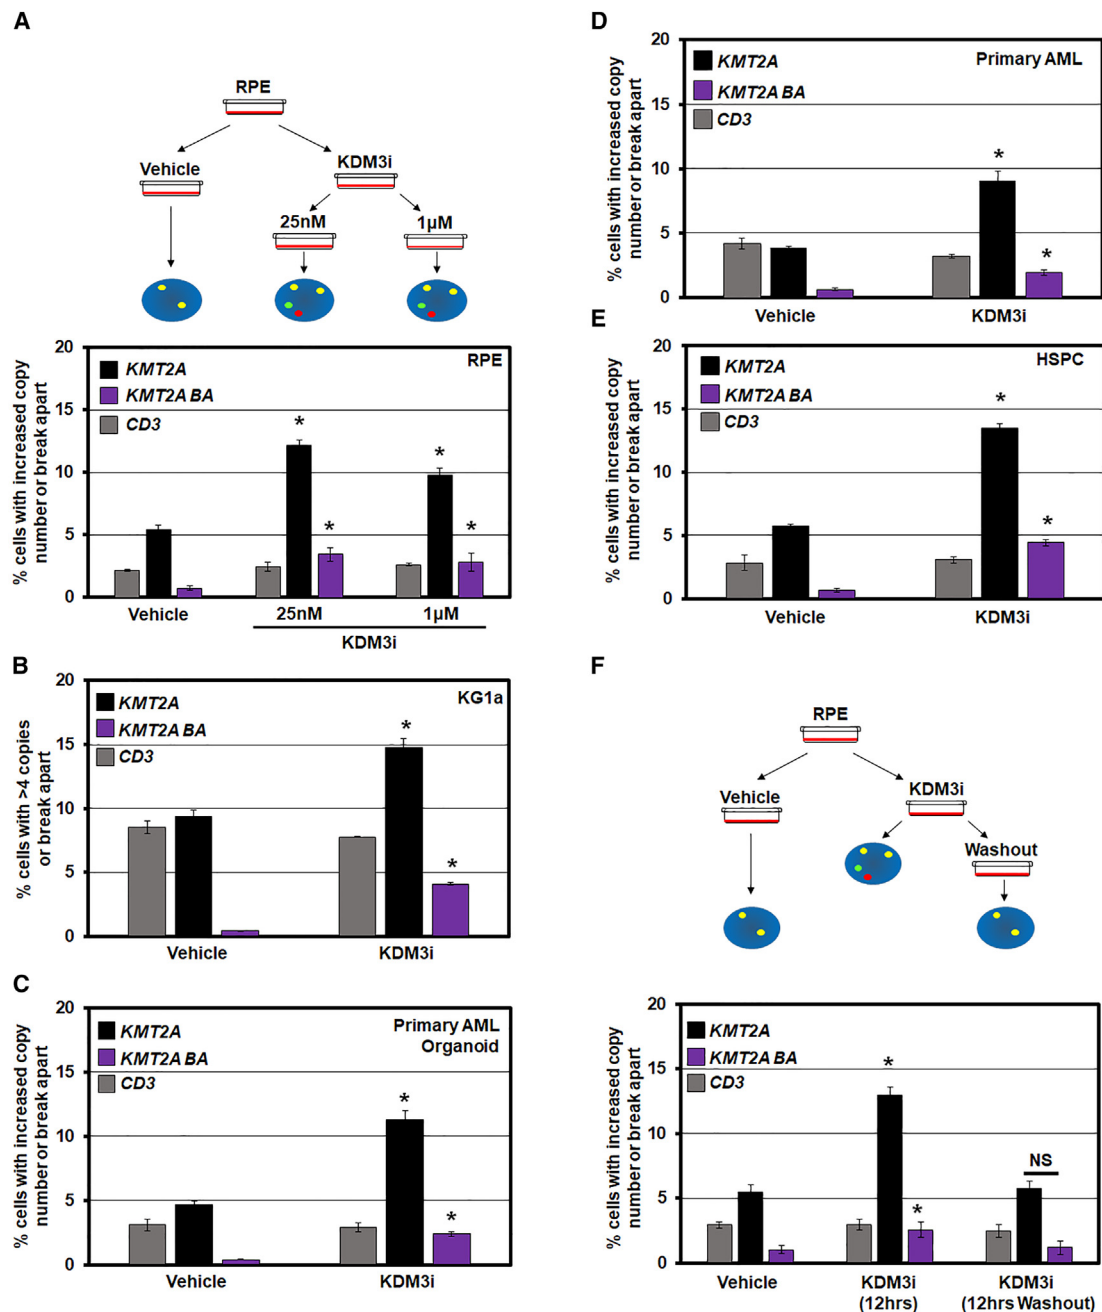 A
RPE
Vehicle
KDM3i
25nM
1µM
% cells with increased copy
number or break apart
20
15
10
5
0
KMT2A
KMT2A BA
CD3
RPE
*
*
*
*
Vehicle
25nM
1µM
KDM3i
B
% cells with >4 copies
or break apart
20
15
10
5
0
KMT2A
KMT2A BA
CD3
KG1a
*
*
Vehicle
KDM3i
C
% cells with increased copy
number or break apart
20
15
10
5
0
KMT2A
KMT2A BA
CD3
Primary AML
Organoid
*
*
Vehicle
KDM3i
D
% cells with increased copy
number or break apart
20
15
10
5
0
KMT2A
KMT2A BA
CD3
Primary AML
*
*
Vehicle
KDM3i
E
% cells with increased copy
number or break apart
20
15
10
5
0
KMT2A
KMT2A BA
CD3
HSPC
*
*
Vehicle
KDM3i
F
RPE
Vehicle
KDM3i
Washout
% cells with increased copy
number or break apart
20
15
10
5
0
KMT2A
KMT2A BA
CD3
*
*
NS
Vehicle
KDM3i
(12hrs)
KDM3i
(12hrs Washout)